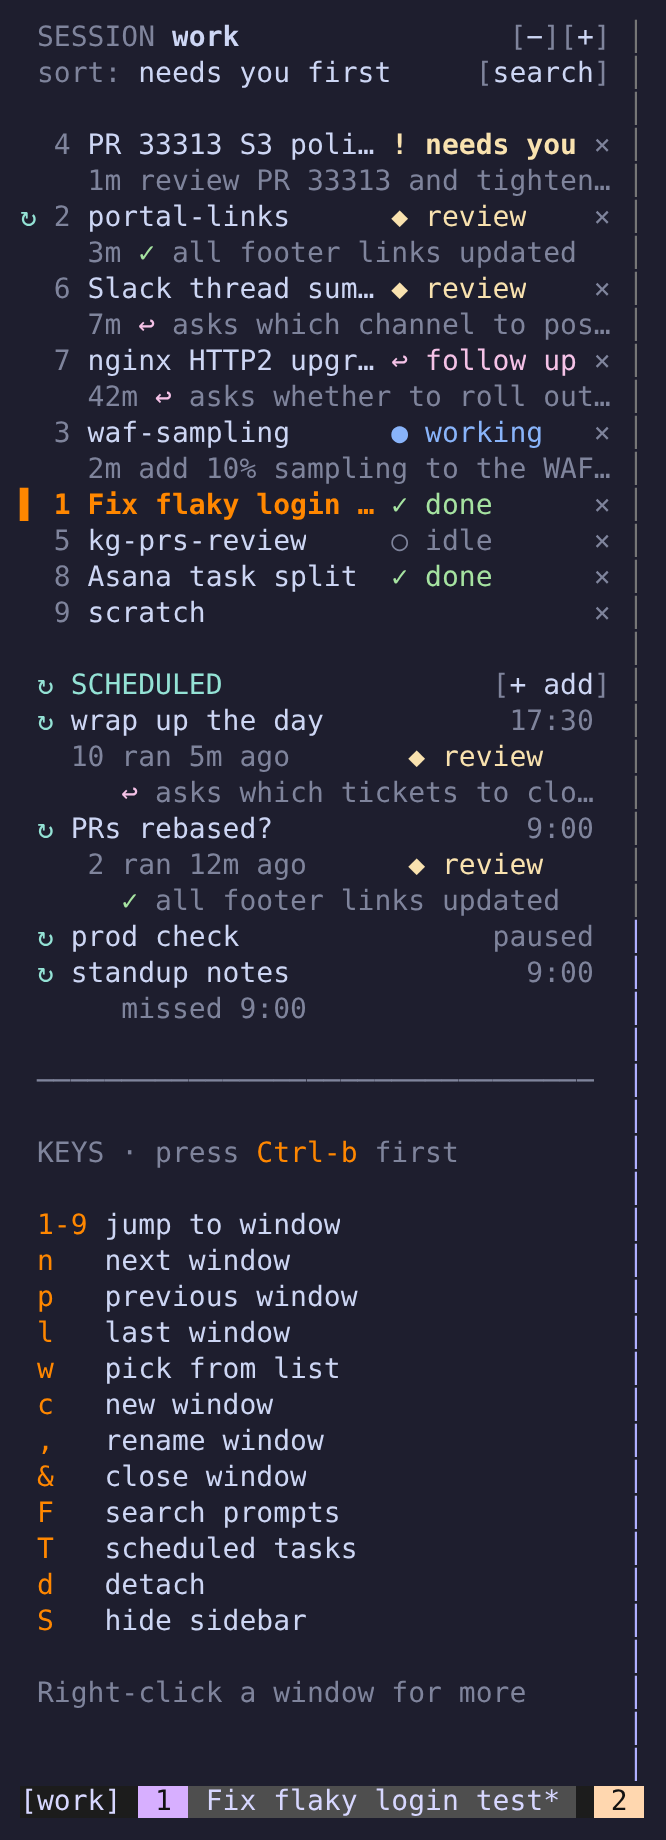 SESSION work [−][+]
sort: needs you first [search]
4 PR 33313 S3 poli… ! needs you ×
1m review PR 33313 and tighten…
↻ 2 portal-links ◆ review ×
3m ✓ all footer links updated
6 Slack thread sum… ◆ review ×
7m ↩ asks which channel to pos…
7 nginx HTTP2 upgr… ↩ follow up ×
42m ↩ asks whether to roll out…
3 waf-sampling ● working ×
2m add 10% sampling to the WAF…
1 Fix flaky login … ✓ done ×
5 kg-prs-review ○ idle ×
8 Asana task split ✓ done ×
9 scratch ×
↻ SCHEDULED [+ add]
↻ wrap up the day 17:30
10 ran 5m ago ◆ review
↩ asks which tickets to clo…
↻ PRs rebased? 9:00
2 ran 12m ago ◆ review
✓ all footer links updated
↻ prod check paused
↻ standup notes 9:00
missed 9:00
KEYS · press Ctrl-b first
1-9 jump to window
n next window
p previous window
l last window
w pick from list
c new window
, rename window
& close window
F search prompts
T scheduled tasks
d detach
S hide sidebar
Right-click a window for more
[work] 1 Fix flaky login test* 2